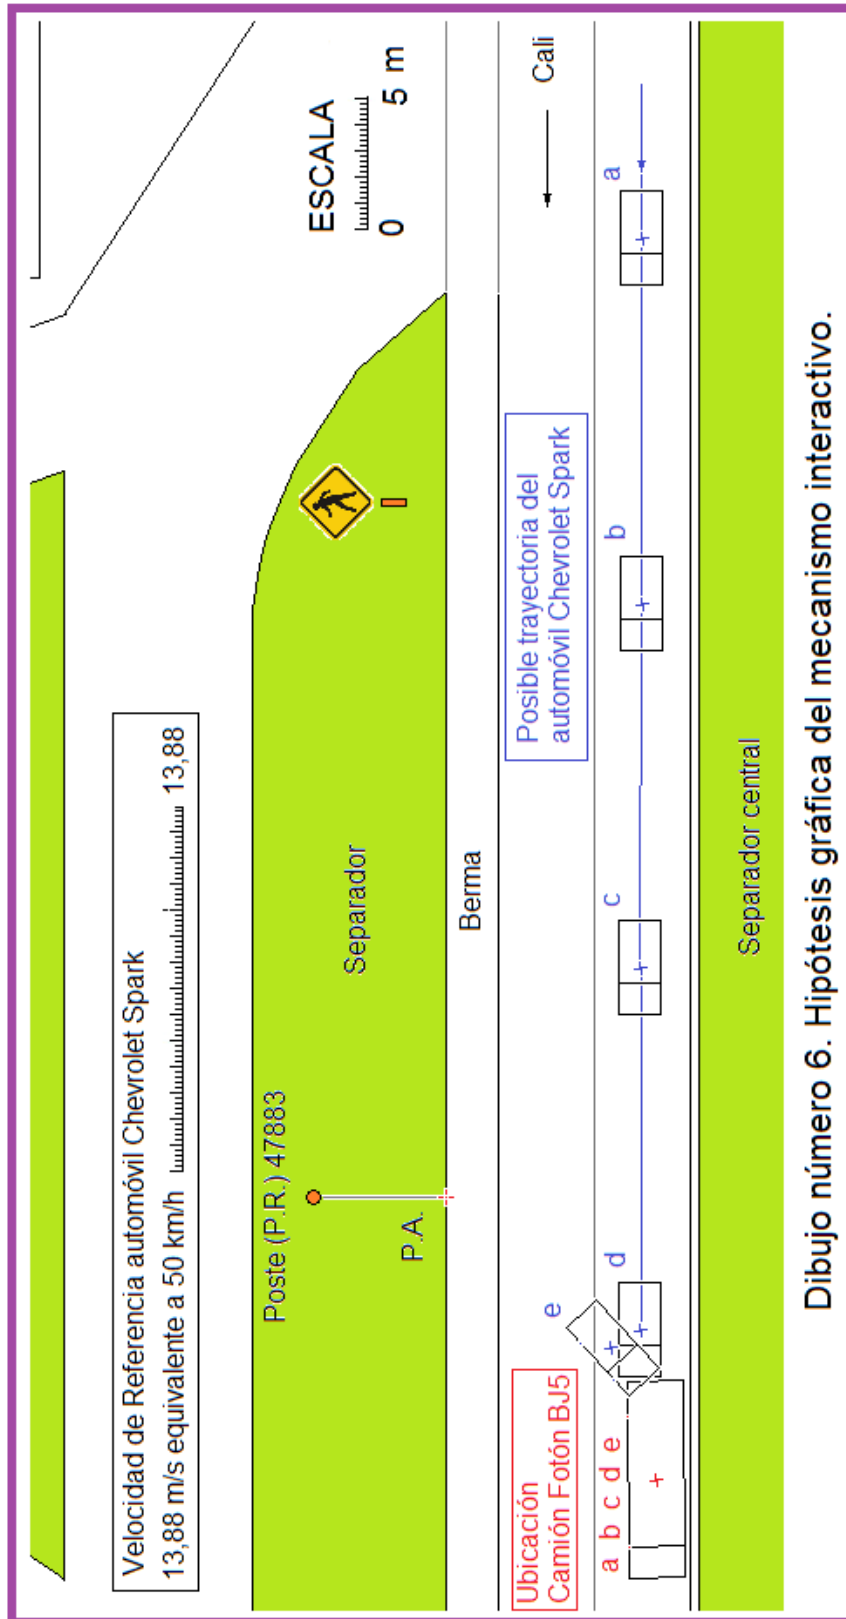 Velocidad de Referencia automóvil Chevrolet Spark
13,88 m/s equivalente a 50 km/h
13,88
ESCALA
0
5 m
Poste (P.R.) 47883
Separador
P.A.
Berma
Cali
Posible trayectoria del
automóvil Chevrolet Spark
Ubicación
Camión Fotón BJ5
a b c d e
e
d
c
b
a
Separador central
Dibujo número 6. Hipótesis gráfica del mecanismo interactivo.